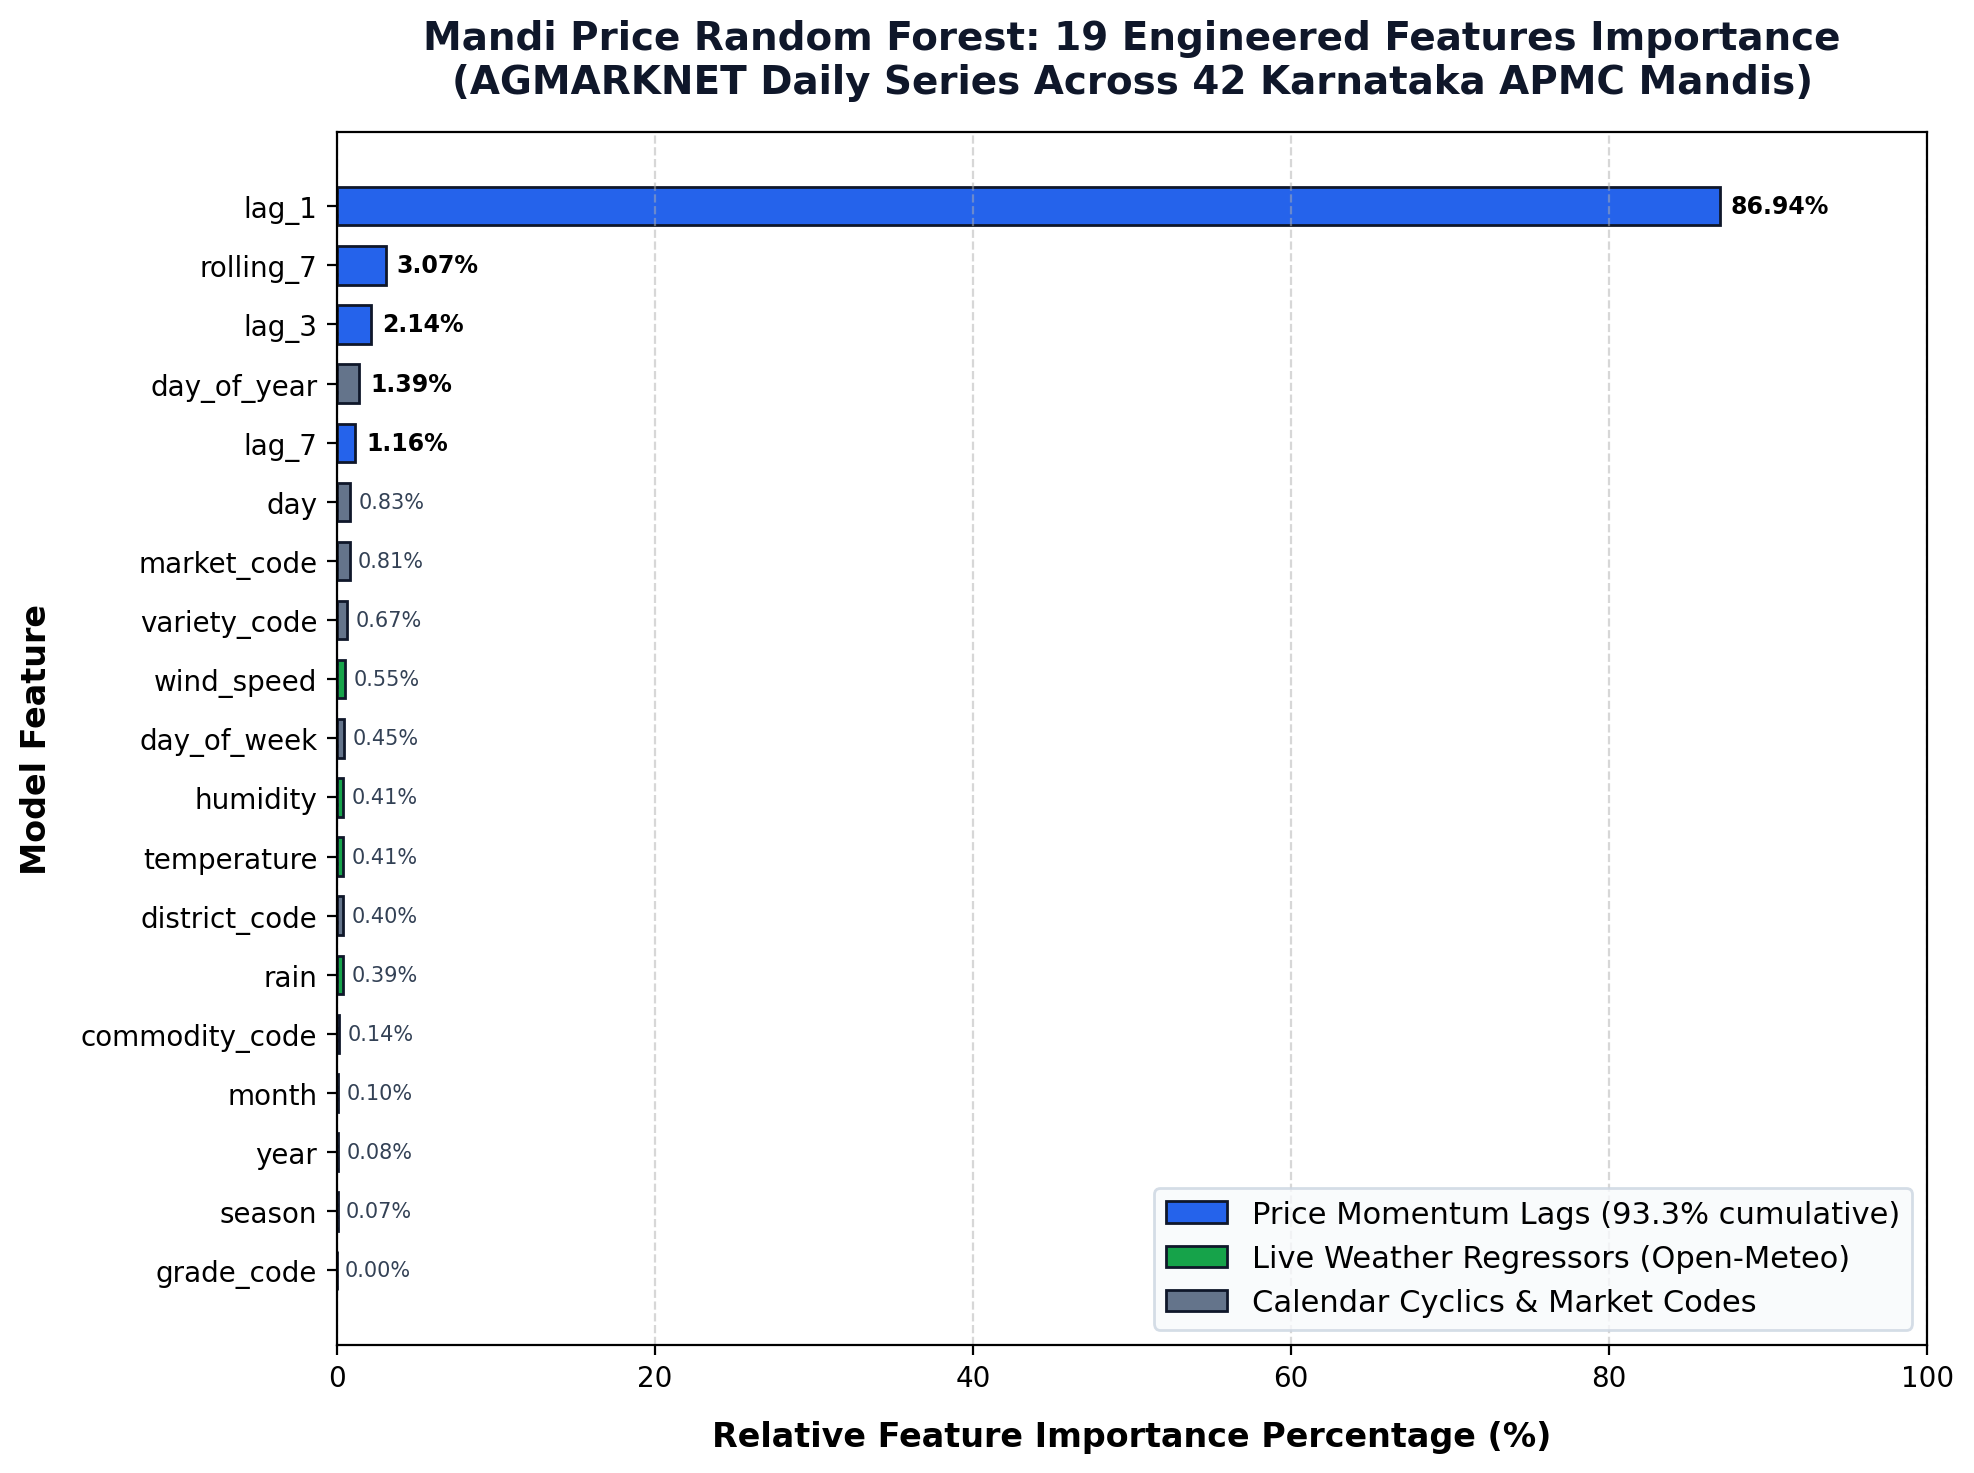 Mandi Price Random Forest: 19 Engineered Features Importance
(AGMARKNET Daily Series Across 42 Karnataka APMC Mandis)
Model Feature
lag_1 86.94%
rolling_7 3.07%
lag_3 2.14%
day_of_year 1.39%
lag_7 1.16%
day 0.83%
market_code 0.81%
variety_code 0.67%
wind_speed 0.55%
day_of_week 0.45%
humidity 0.41%
temperature 0.41%
district_code 0.40%
rain 0.39%
commodity_code 0.14%
month 0.10%
year 0.08%
season 0.07%
grade_code 0.00%
Price Momentum Lags (93.3% cumulative)
Live Weather Regressors (Open-Meteo)
Calendar Cyclics & Market Codes
0 20 40 60 80 100
Relative Feature Importance Percentage (%)